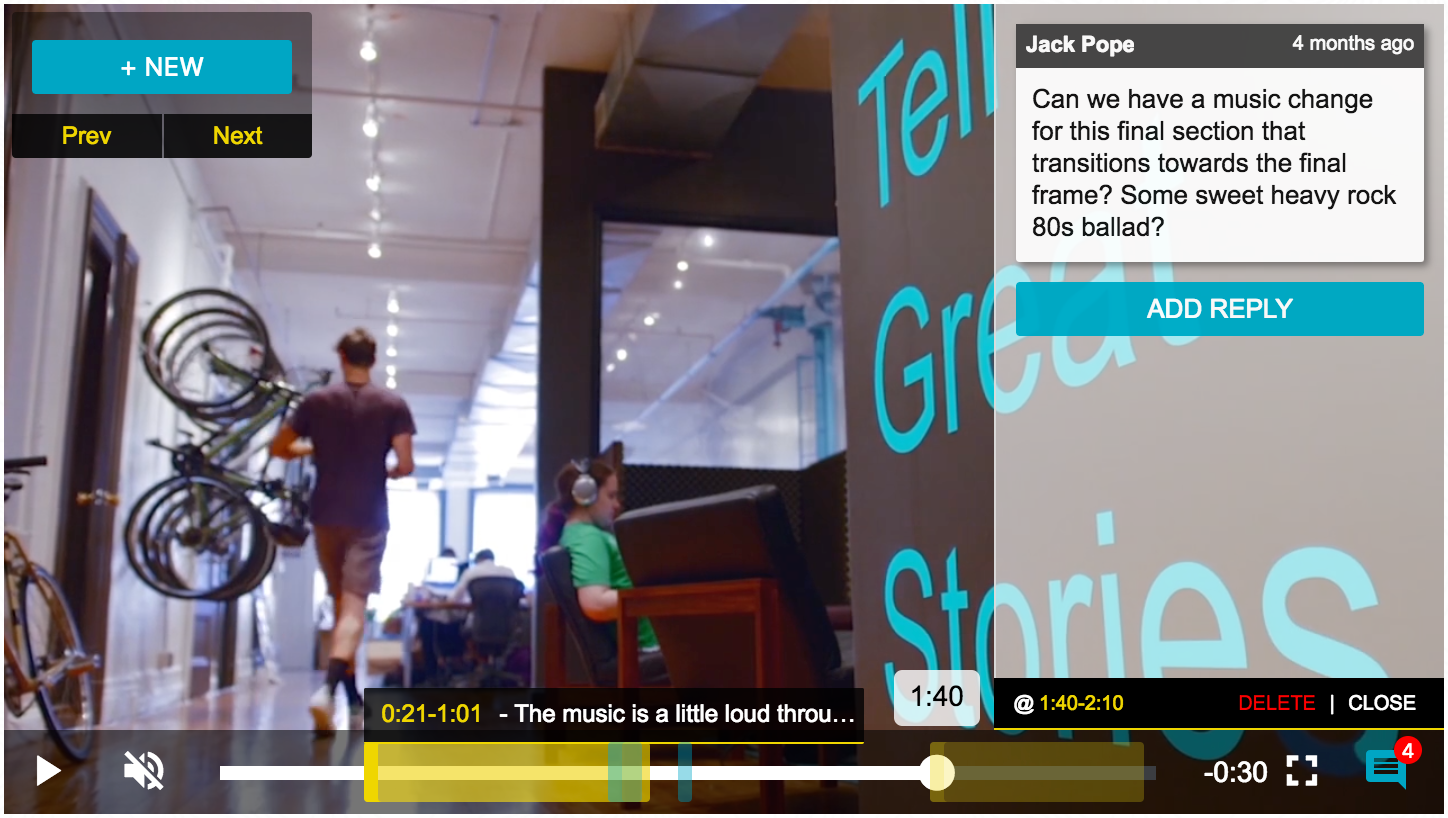 + NEW
Prev
Next
Tell
Great
Stories
Jack Pope
4 months ago
Can we have a music change
for this final section that
transitions towards the final
frame? Some sweet heavy rock
80s ballad?
ADD REPLY
0:21-1:01 - The music is a little loud throu…
1:40
@ 1:40-2:10
DELETE | CLOSE
-0:30
4